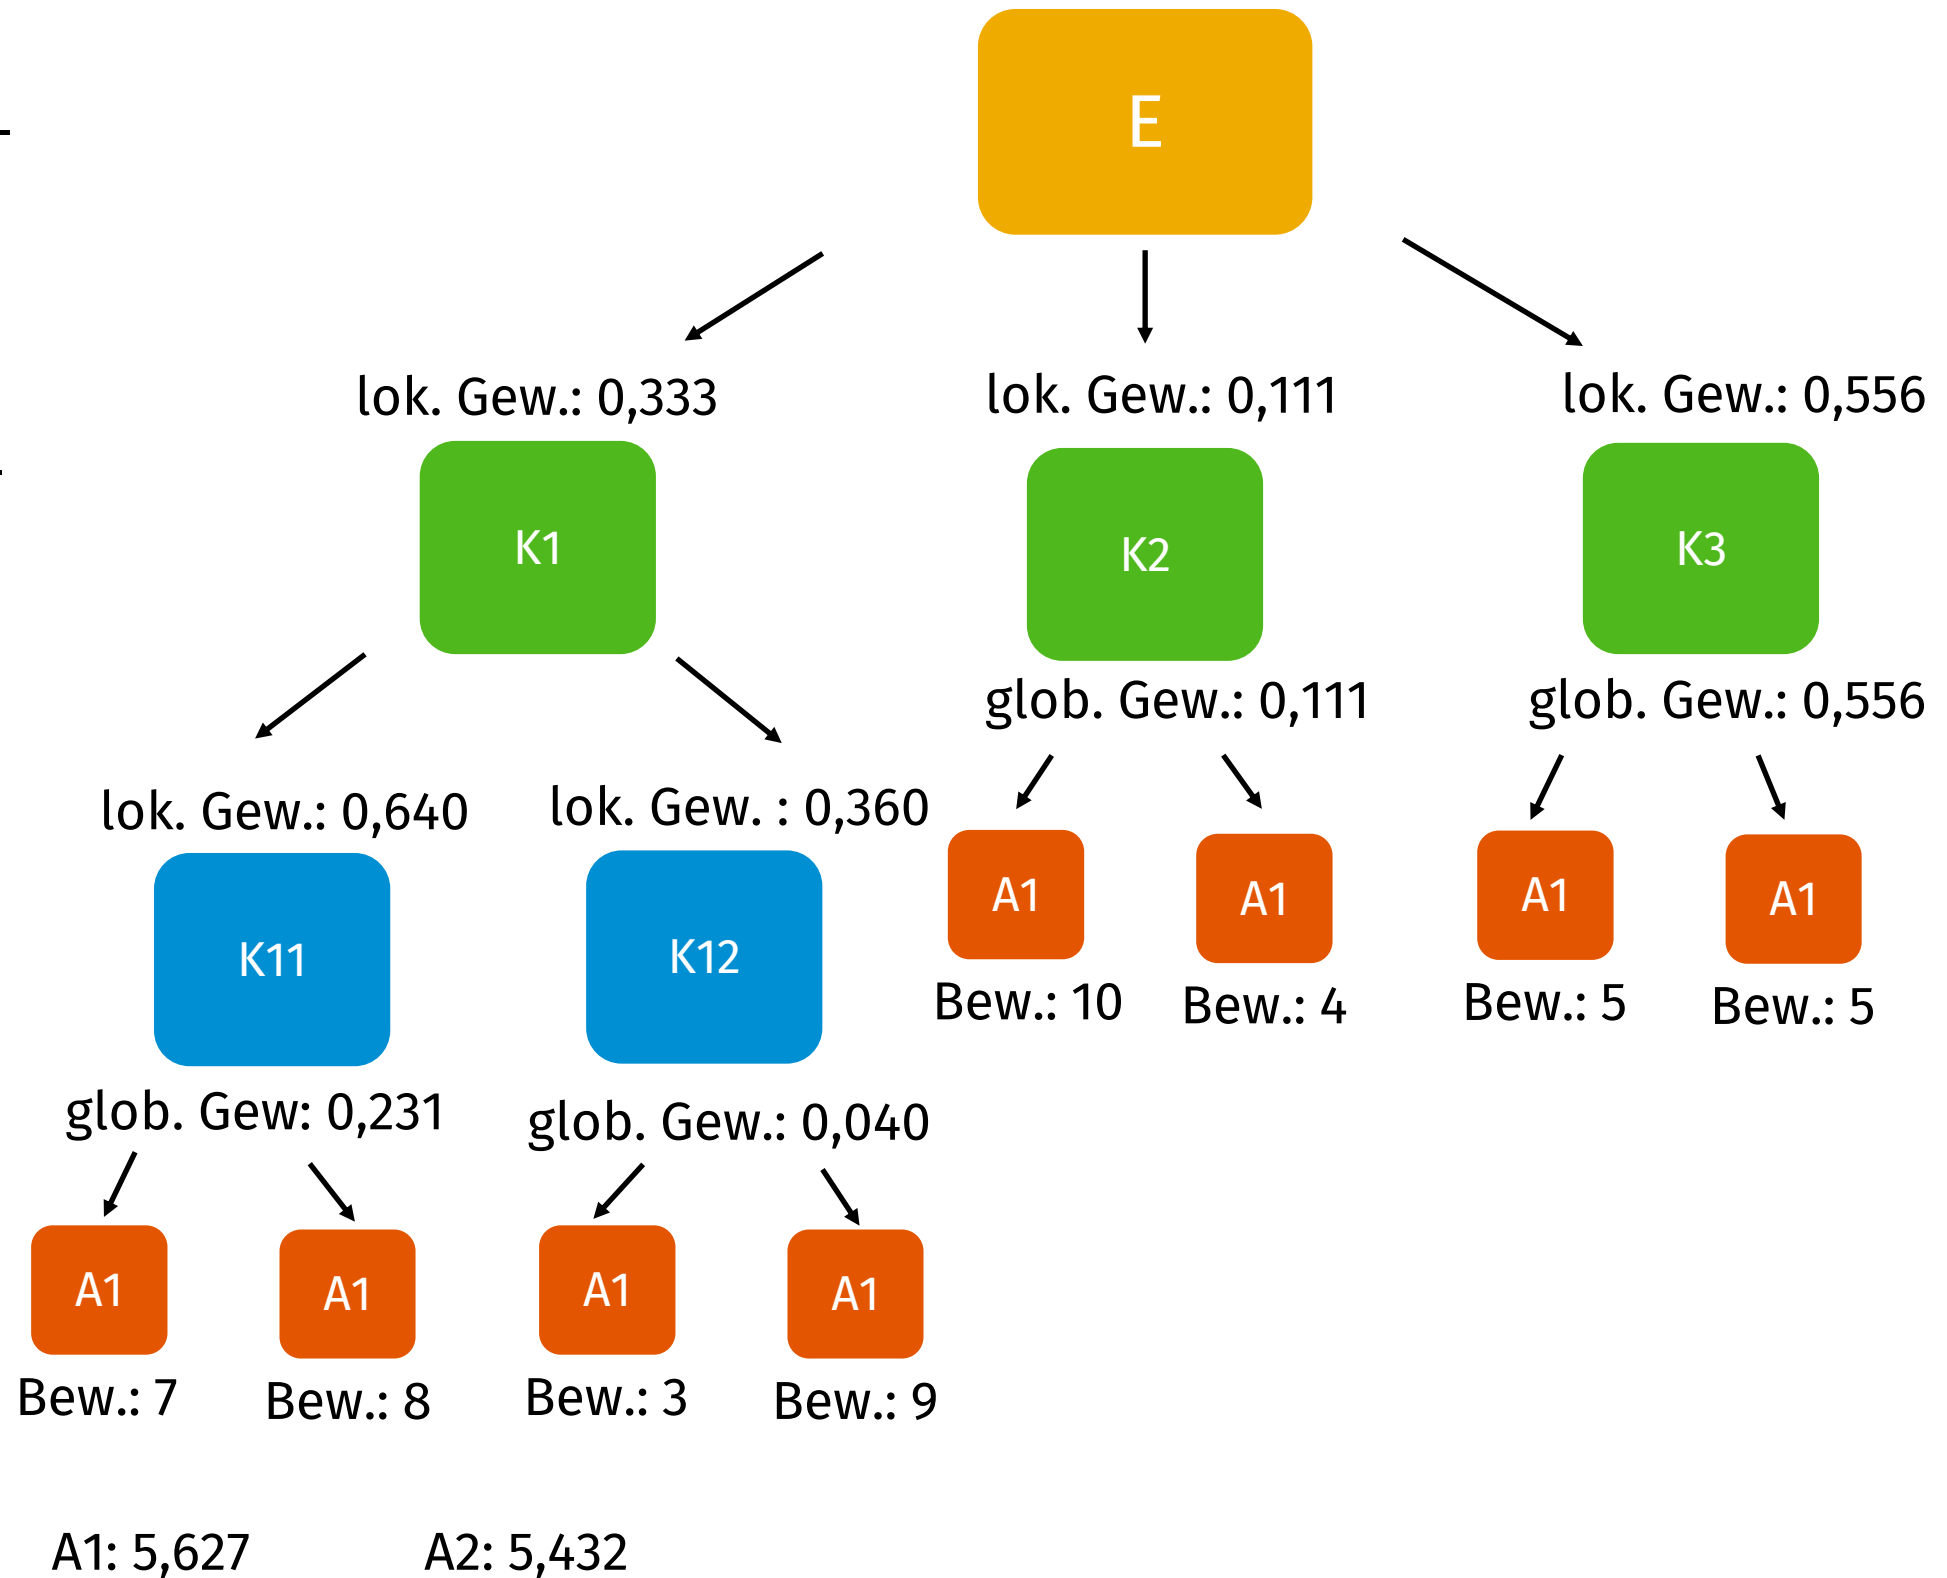 E
lok. Gew.: 0,333
lok. Gew.: 0,111
lok. Gew.: 0,556
K1
K2
K3
glob. Gew.: 0,111
glob. Gew.: 0,556
lok. Gew.: 0,640
lok. Gew. : 0,360
A1
A1
A1
A1
K11
K12
Bew.: 10
Bew.: 4
Bew.: 5
Bew.: 5
glob. Gew: 0,231
glob. Gew.: 0,040
A1
A1
A1
A1
Bew.: 7
Bew.: 8
Bew.: 3
Bew.: 9
A1: 5,627
A2: 5,432